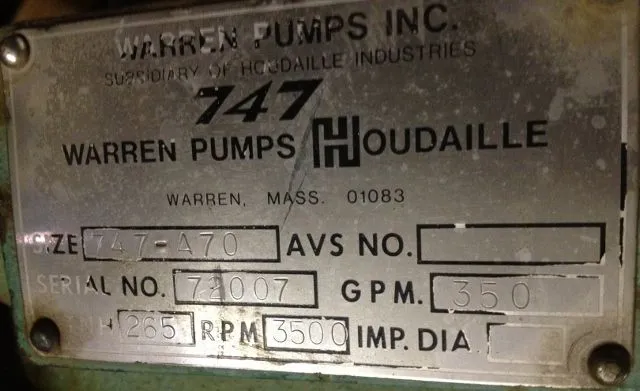 WARREN PUMPS INC.
SUBSIDIARY OF HOUDAILLE INDUSTRIES
747
WARREN PUMPS HOUDAILLE
WARREN, MASS. 01083
SIZE 747-A70 AVS NO.
SERIAL NO. 72007 GPM. 350
265 RPM 3500 IMP. DIA